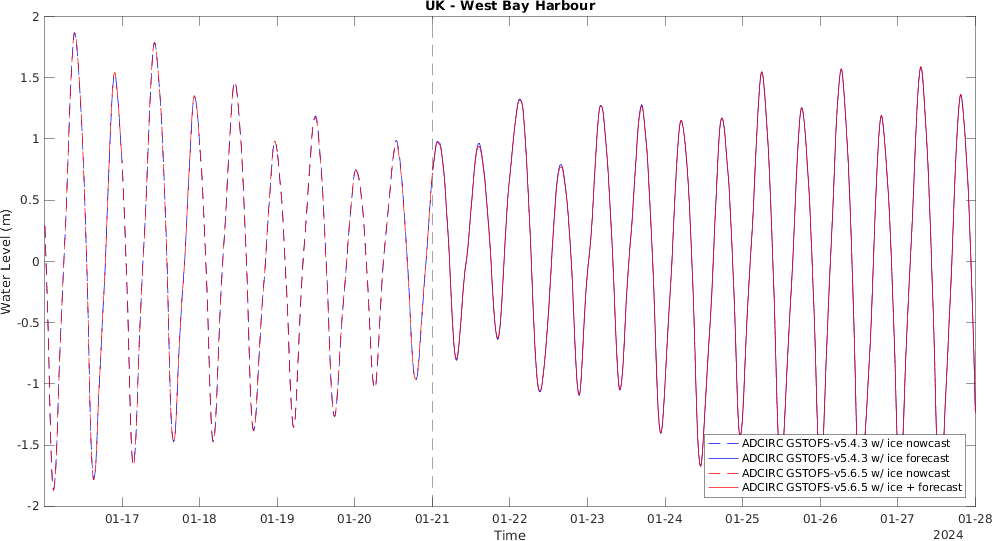 UK - West Bay Harbour
2
1.5
1
0.5
0
-0.5
-1
-1.5
-2
Water Level (m)
ADCIRC GSTOFS-v5.4.3 w/ ice nowcast
ADCIRC GSTOFS-v5.4.3 w/ ice forecast
ADCIRC GSTOFS-v5.6.5 w/ ice nowcast
ADCIRC GSTOFS-v5.6.5 w/ ice + forecast
01-17 01-18 01-19 01-20 01-21 01-22 01-23 01-24 01-25 01-26 01-27 01-28
Time
2024